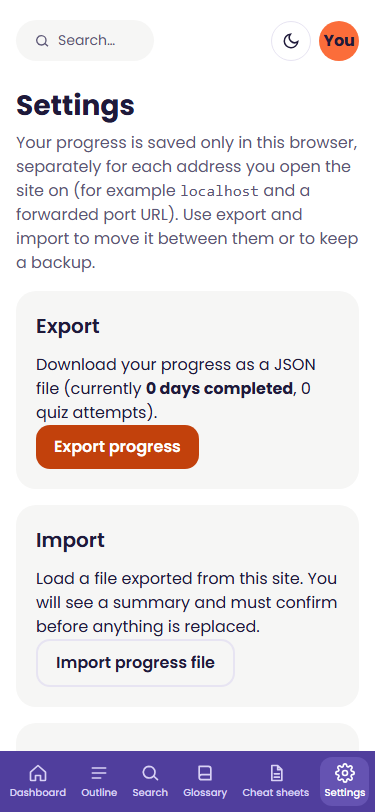 Search...
You
Settings
Your progress is saved only in this browser,
separately for each address you open the
site on (for example localhost and a
forwarded port URL). Use export and
import to move it between them or to keep
a backup.
Export
Download your progress as a JSON
file (currently 0 days completed, 0
quiz attempts).
Export progress
Import
Load a file exported from this site. You
will see a summary and must confirm
before anything is replaced.
Import progress file
Dashboard
Outline
Search
Glossary
Cheat sheets
Settings